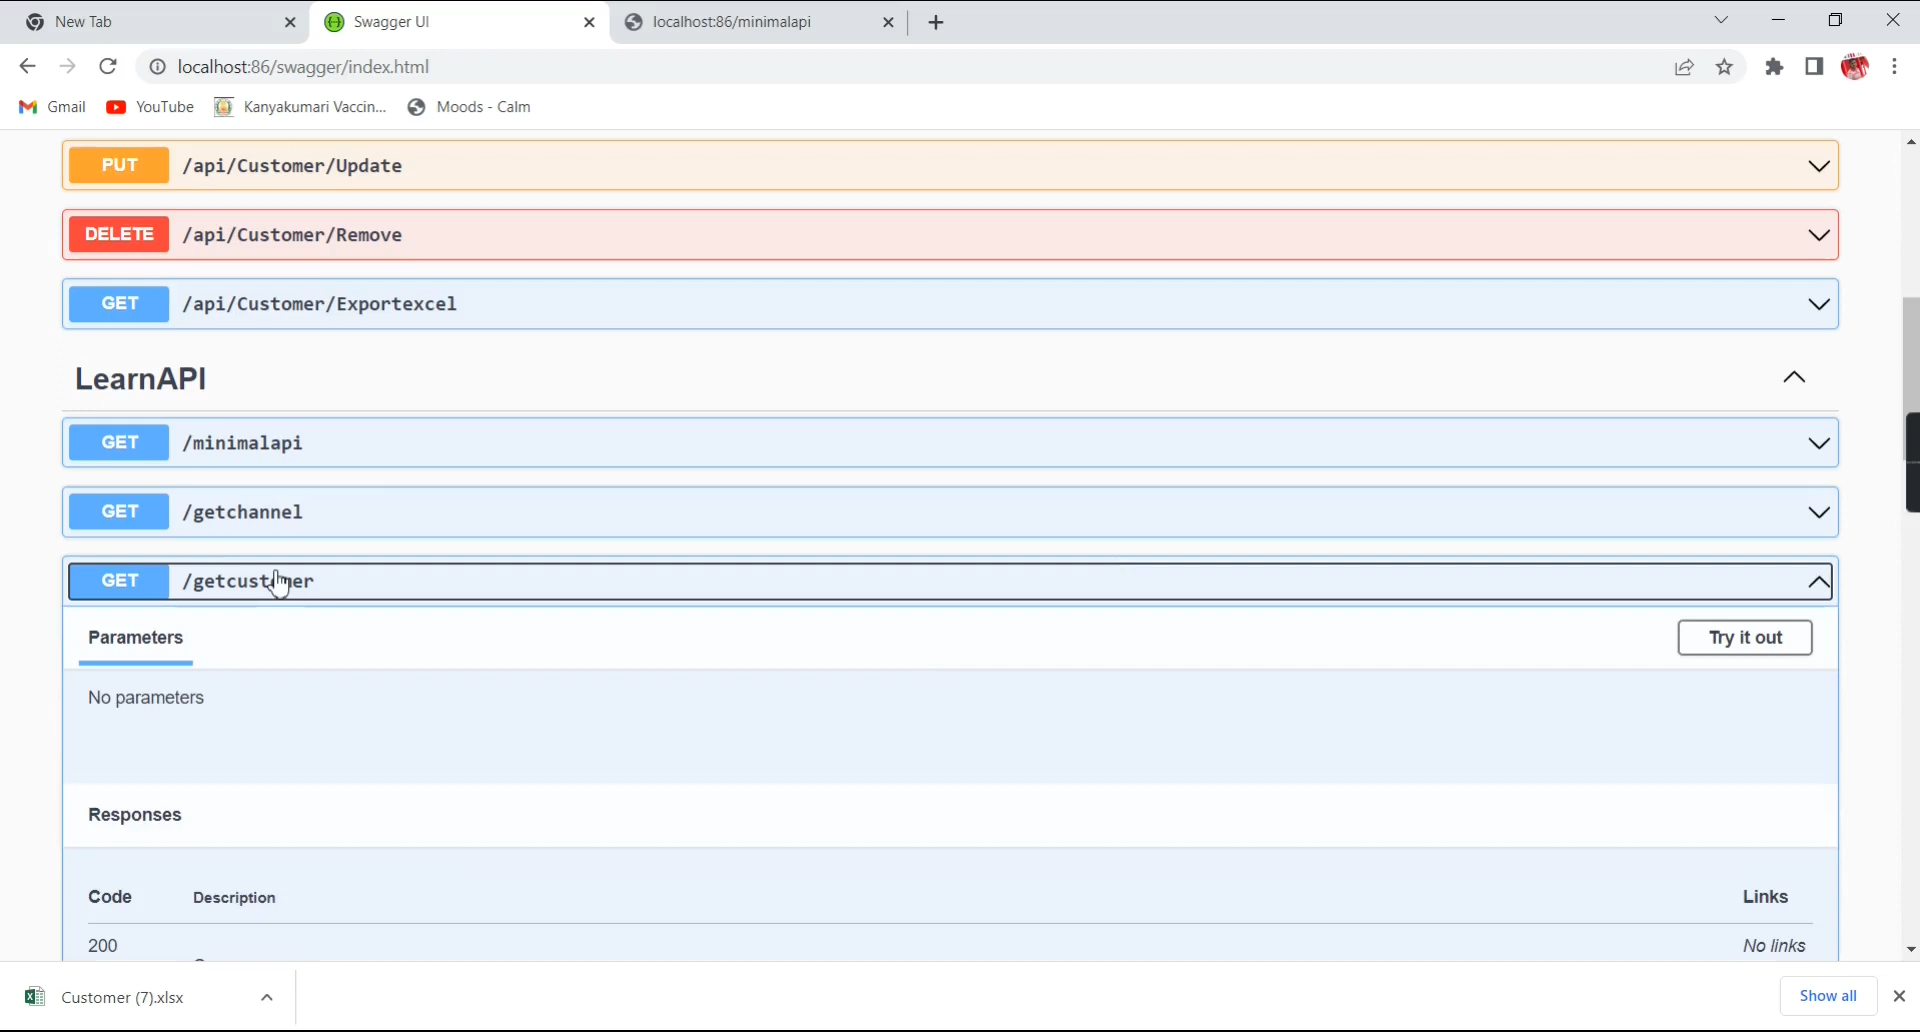 New Tab
Swagger UI
localhost:86/minimalapi
localhost:86/swagger/index.html
Gmail
YouTube
Kanyakumari Vaccin...
Moods - Calm
PUT /api/Customer/Update
DELETE /api/Customer/Remove
GET /api/Customer/Exportexcel
LearnAPI
GET /minimalapi
GET /getchannel
GET /getcustomer
Parameters
Try it out
No parameters
Responses
Code Description Links
200 No links
Customer (7).xlsx
Show all